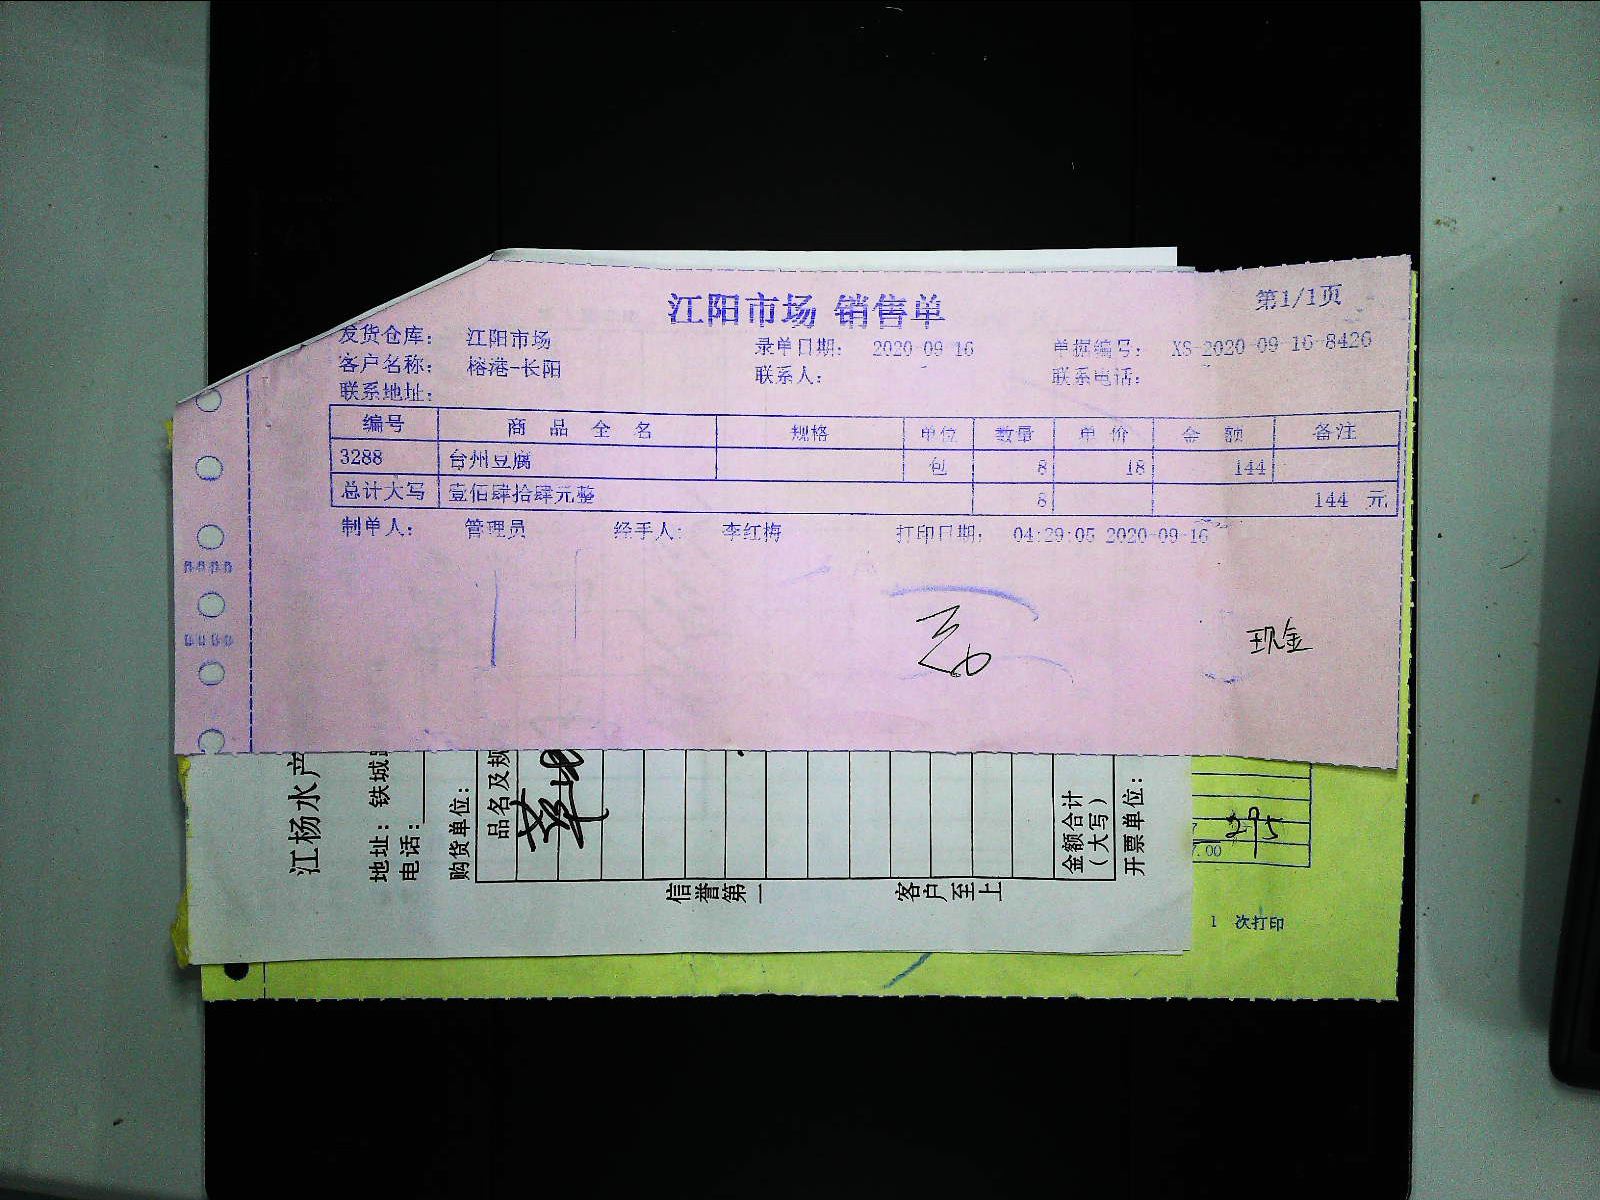 江阳市场 销售单
第1/1页
发货仓库: 江阳市场 录单日期: 2020-09-16 单据编号: XS-2020-09-16-8426
客户名称: 榕港-长阳 联系人: 联系电话:
联系地址:
编号 商品全名 规格 单位 数量 单价 金额 备注
3288 台州豆腐 包 8 18 144
总计大写 壹佰肆拾肆元整 8 144 元
制单人: 管理员 经手人: 李红梅 打印日期: 04:29:05 2020-09-16
现金
江杨水产
地址: 铁城
电话:
购货单位:
品名及规
金额合计
(大写)
开票单位:
信誉第一 客户至上
7.00
1 次打印